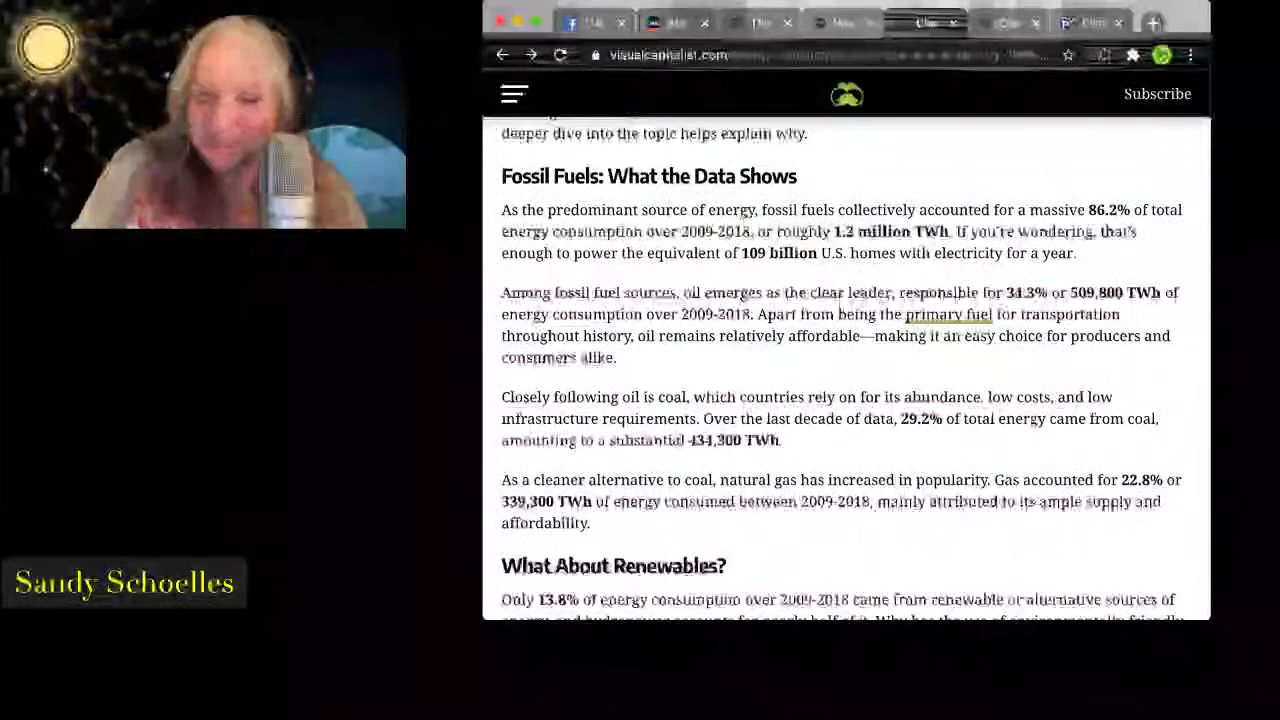 visualcapitalist.com
Subscribe
deeper dive into the topic helps explain why.
Fossil Fuels: What the Data Shows
As the predominant source of energy, fossil fuels collectively accounted for a massive 86.2% of total
energy consumption over 2009-2018, or roughly 1.2 million TWh. If you're wondering, that's
enough to power the equivalent of 109 billion U.S. homes with electricity for a year.
Among fossil fuel sources, oil emerges as the clear leader, responsible for 34.3% or 509,800 TWh of
energy consumption over 2009-2018. Apart from being the primary fuel for transportation
throughout history, oil remains relatively affordable—making it an easy choice for producers and
consumers alike.
Closely following oil is coal, which countries rely on for its abundance, low costs, and low
infrastructure requirements. Over the last decade of data, 29.2% of total energy came from coal,
amounting to a substantial 434,300 TWh.
As a cleaner alternative to coal, natural gas has increased in popularity. Gas accounted for 22.8% or
339,300 TWh of energy consumed between 2009-2018, mainly attributed to its ample supply and
affordability.
What About Renewables?
Only 13.8% of energy consumption over 2009-2018 came from renewable or alternative sources of
Sandy Schoelles